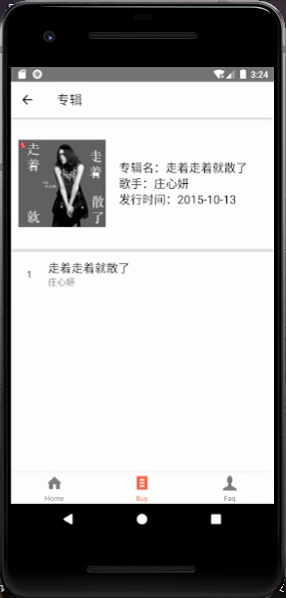 3:24
专辑
走着
走着
就
散了
专辑名：走着走着就散了
歌手：庄心妍
发行时间：2015-10-13
1
走着走着就散了
庄心妍
Home
Buy
Faq